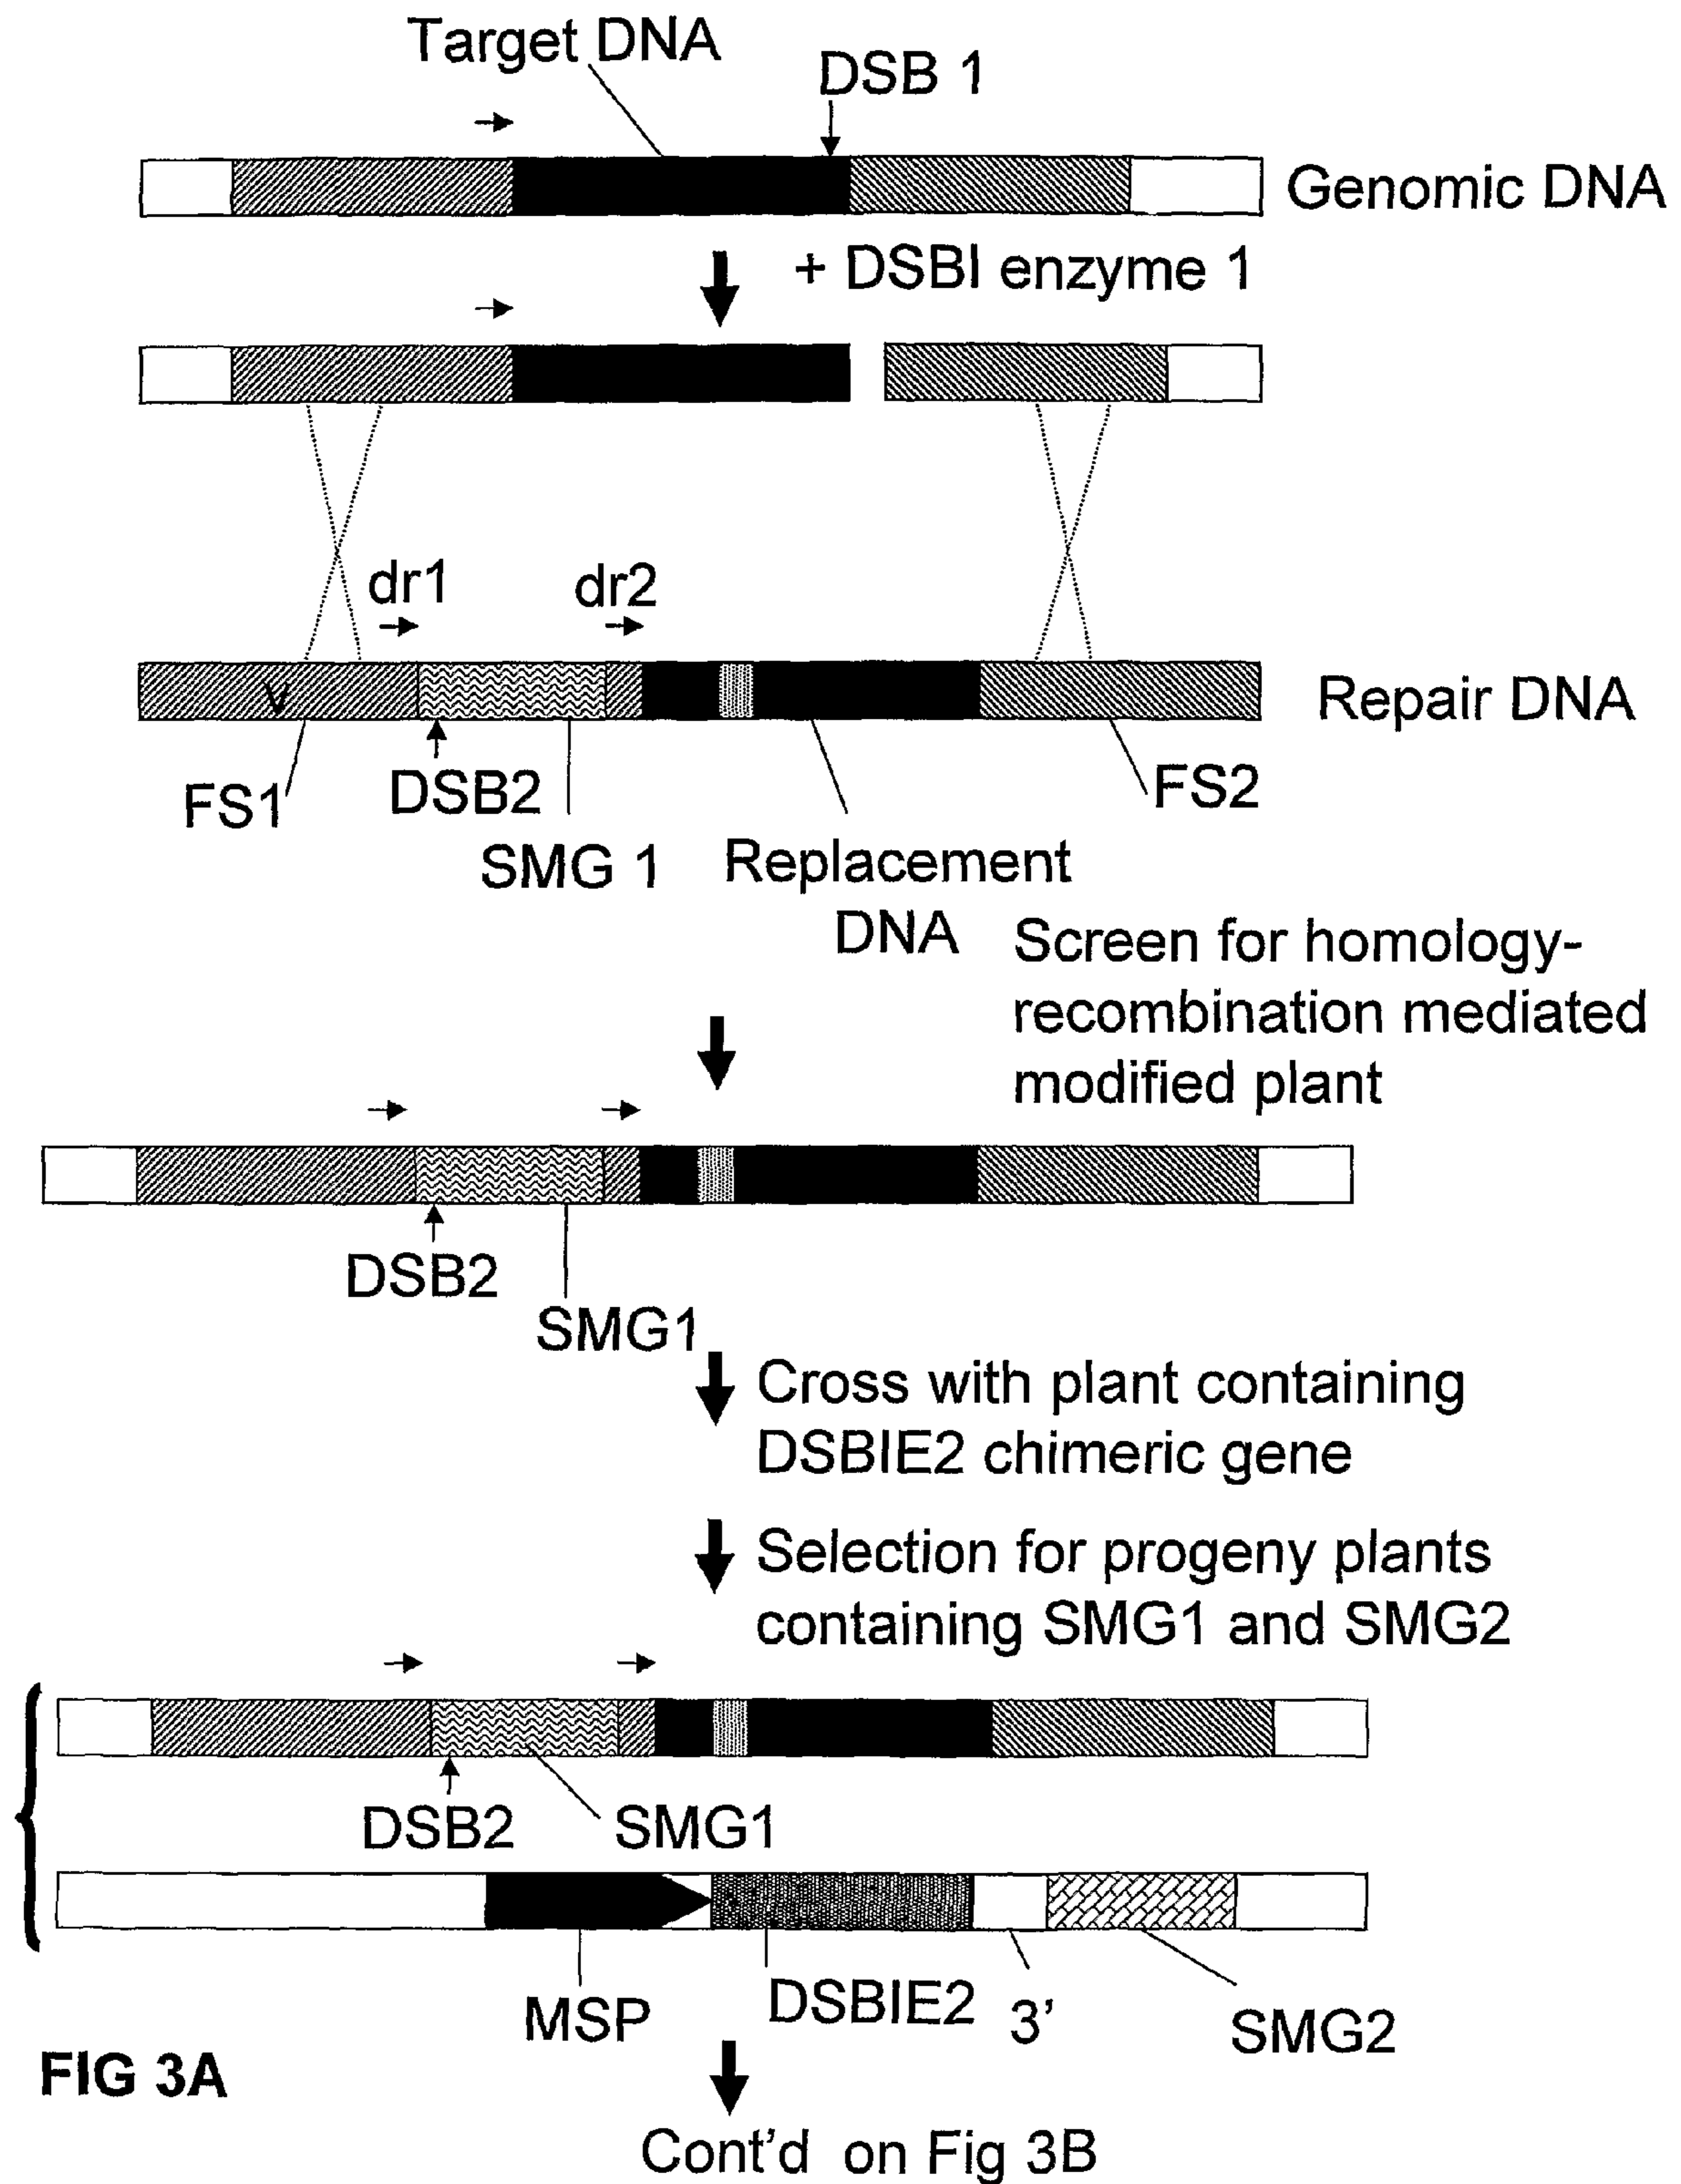 Target DNA
DSB 1
Genomic DNA
+ DSBI enzyme 1
dr1
dr2
V
Repair DNA
FS1
DSB2
FS2
SMG 1
Replacement
DNA
Screen for homology-
recombination mediated
modified plant
DSB2
SMG1
Cross with plant containing
DSBIE2 chimeric gene
Selection for progeny plants
containing SMG1 and SMG2
DSB2
SMG1
MSP
DSBIE2
3'
SMG2
FIG 3A
Cont'd on Fig 3B